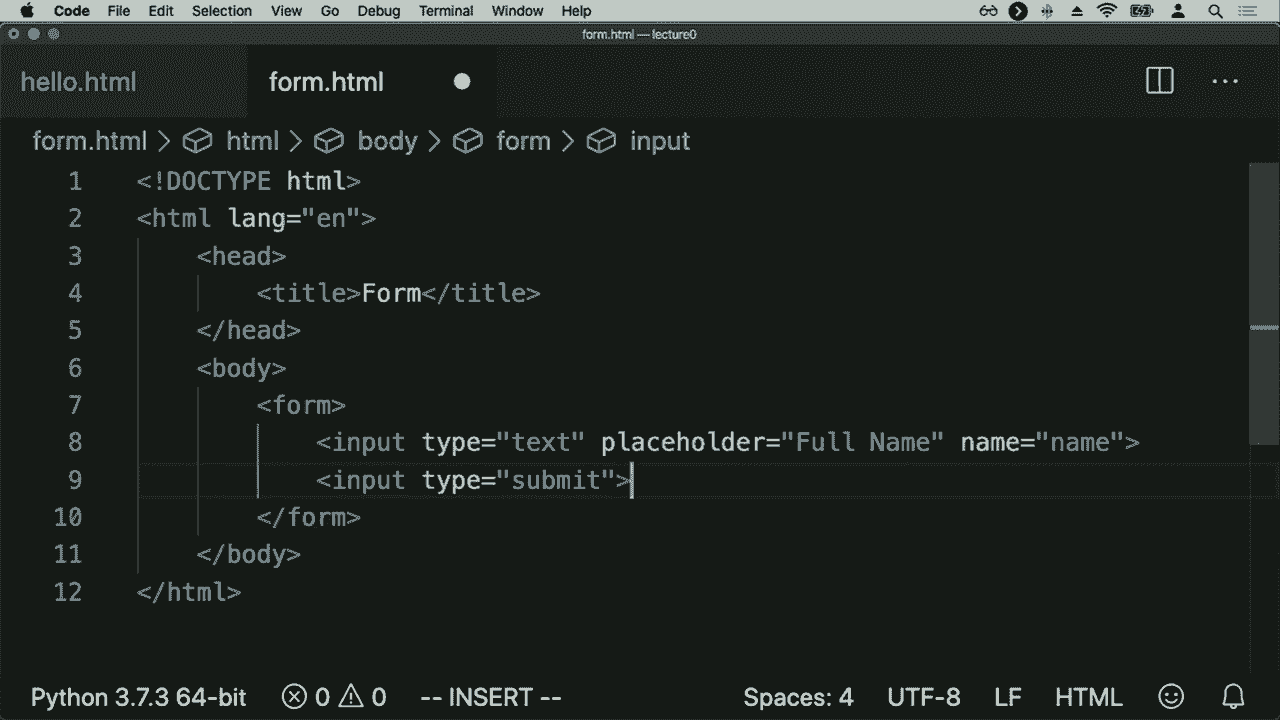 Code File Edit Selection View Go Debug Terminal Window Help
form.html — lecture0
hello.html form.html
form.html > html > body > form > input
1 <!DOCTYPE html>
2 <html lang="en">
3 <head>
4 <title>Form</title>
5 </head>
6 <body>
7 <form>
8 <input type="text" placeholder="Full Name" name="name">
9 <input type="submit">
10 </form>
11 </body>
12 </html>
Python 3.7.3 64-bit 0 0 -- INSERT -- Spaces: 4 UTF-8 LF HTML